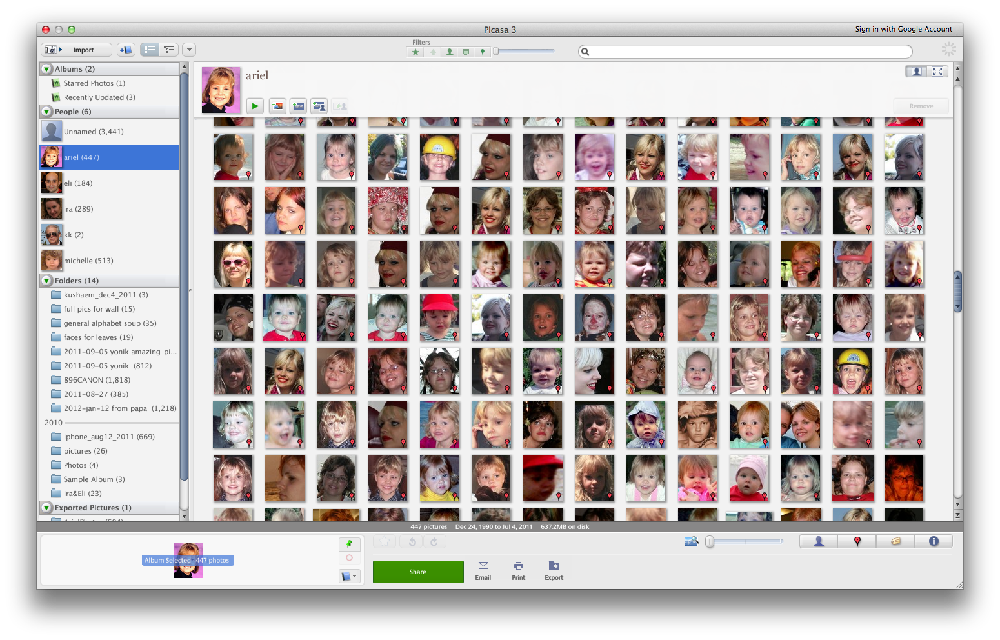 Picasa 3
Sign in with Google Account
Import
Filters
Albums (2)
Starred Photos (1)
Recently Updated (3)
People (6)
Unnamed (3,441)
ariel (447)
eli (184)
ira (289)
kk (2)
michelle (513)
Folders (14)
kushaem_dec4_2011 (3)
full pics for wall (15)
general alphabet soup (35)
faces for leaves (19)
2011-09-05 yonik amazing_pi...
2011-09-05 yonik (812)
896CANON (1,818)
2011-08-27 (385)
2012-jan-12 from papa (1,218)
2010
iphone_aug12_2011 (669)
pictures (26)
Photos (4)
Sample Album (3)
Ira&Eli (23)
Exported Pictures (1)
ariel
Remove
447 pictures Dec 24, 1990 to Jul 4, 2011 637.2MB on disk
Album Selected - 447 photos
Share
Email
Print
Export